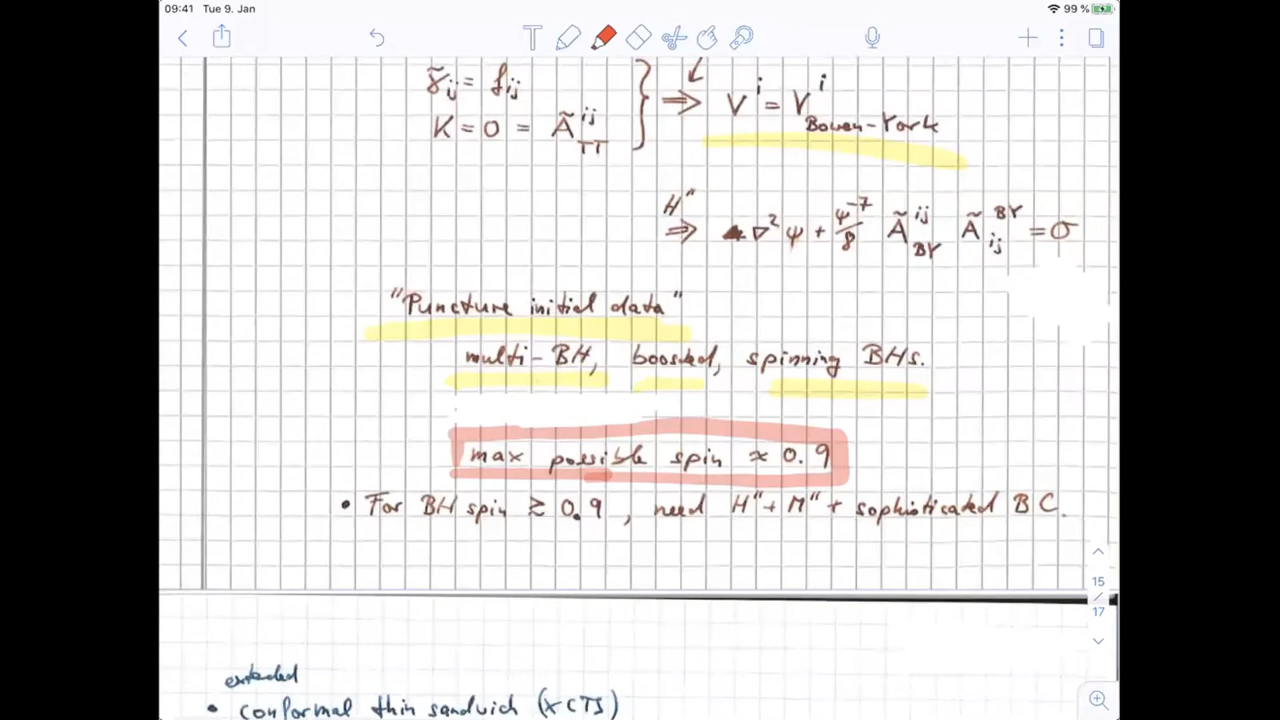 09:41 Tue 9. Jan 99 %
γ̃ij = fij
K = 0 = Ã^ij_TT
⇒ V^i = V^i_Bowen-York
H" ⇒ ∇²ψ + ψ^-7/8 Ã^ij_BY Ã^BY_ij = 0
"Puncture initial data"
multi-BH, boosted, spinning BHs.
max possible spin ≈ 0.9
• For BH spin ≳ 0.9, need H" + M" + sophisticated BC.
15
/
17
extended
• conformal thin sandwich (XCTS)